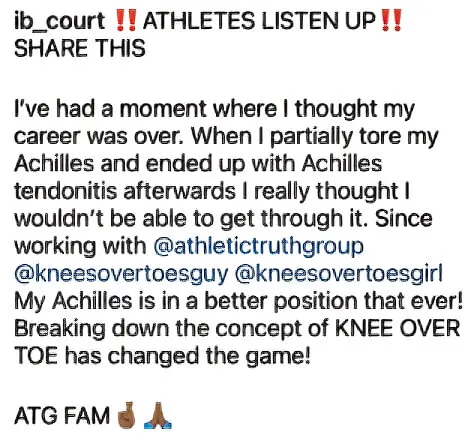 ib_court ‼️ATHLETES LISTEN UP‼️
SHARE THIS
I've had a moment where I thought my
career was over. When I partially tore my
Achilles and ended up with Achilles
tendonitis afterwards I really thought I
wouldn't be able to get through it. Since
working with @athletictruthgroup
@kneesovertoesguy @kneesovertoesgirl
My Achilles is in a better position that ever!
Breaking down the concept of KNEE OVER
TOE has changed the game!
ATG FAM🤞🏾🙏🏾